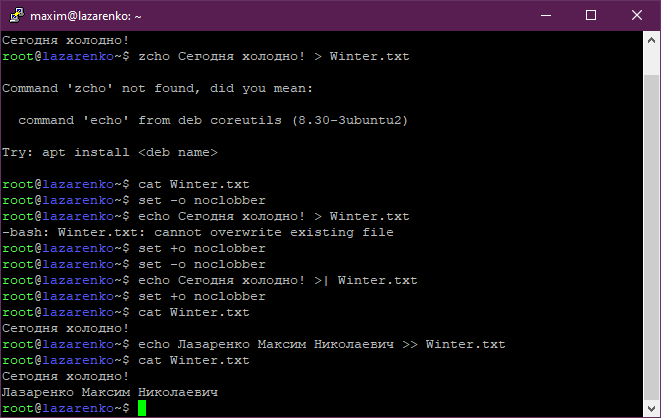 maxim@lazarenko: ~
Сегодня холодно!
root@lazarenko~$ zcho Сегодня холодно! > Winter.txt
Command 'zcho' not found, did you mean:
command 'echo' from deb coreutils (8.30-3ubuntu2)
Try: apt install <deb name>
root@lazarenko~$ cat Winter.txt
root@lazarenko~$ set -o noclobber
root@lazarenko~$ echo Сегодня холодно! > Winter.txt
-bash: Winter.txt: cannot overwrite existing file
root@lazarenko~$ set +o noclobber
root@lazarenko~$ set -o noclobber
root@lazarenko~$ echo Сегодня холодно! >| Winter.txt
root@lazarenko~$ set +o noclobber
root@lazarenko~$ cat Winter.txt
Сегодня холодно!
root@lazarenko~$ echo Лазаренко Максим Николаевич >> Winter.txt
root@lazarenko~$ cat Winter.txt
Сегодня холодно!
Лазаренко Максим Николаевич
root@lazarenko~$